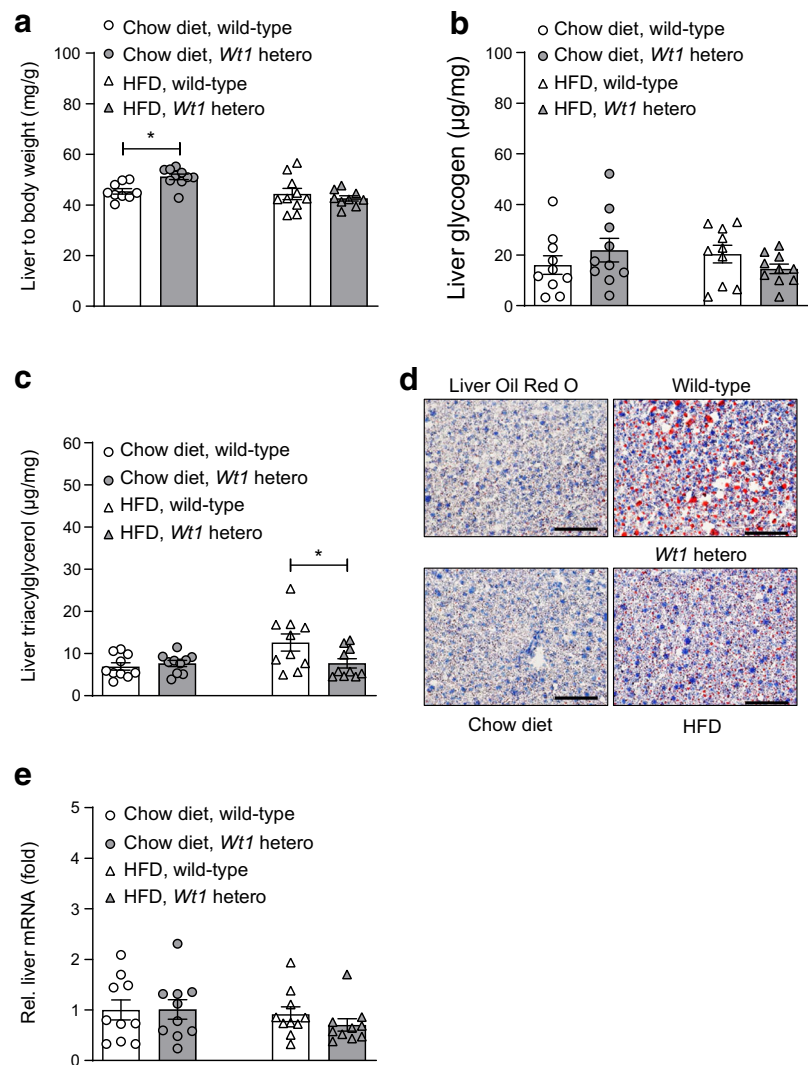 a
Liver to body weight (mg/g)
100
80
60
40
20
0
Chow diet, wild-type
Chow diet, Wt1 hetero
HFD, wild-type
HFD, Wt1 hetero
*
b
Liver glycogen (µg/mg)
100
80
60
40
20
0
Chow diet, wild-type
Chow diet, Wt1 hetero
HFD, wild-type
HFD, Wt1 hetero
c
Liver triacylglycerol (µg/mg)
60
50
40
30
20
10
0
Chow diet, wild-type
Chow diet, Wt1 hetero
HFD, wild-type
HFD, Wt1 hetero
*
d
Liver Oil Red O
Wild-type
Wt1 hetero
Chow diet
HFD
e
Rel. liver mRNA (fold)
5
4
3
2
1
0
Chow diet, wild-type
Chow diet, Wt1 hetero
HFD, wild-type
HFD, Wt1 hetero